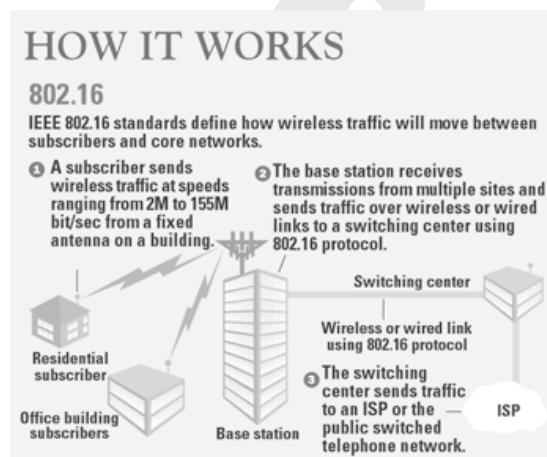 HOW IT WORKS
802.16
IEEE 802.16 standards define how wireless traffic will move between
subscribers and core networks.
1 A subscriber sends
wireless traffic at speeds
ranging from 2M to 155M
bit/sec from a fixed
antenna on a building.
2 The base station receives
transmissions from multiple sites and
sends traffic over wireless or wired
links to a switching center using
802.16 protocol.
Switching center
Wireless or wired link
using 802.16 protocol
Residential
subscriber
Office building
subscribers
Base station
3 The switching
center sends traffic
to an ISP or the
public switched
telephone network.
ISP